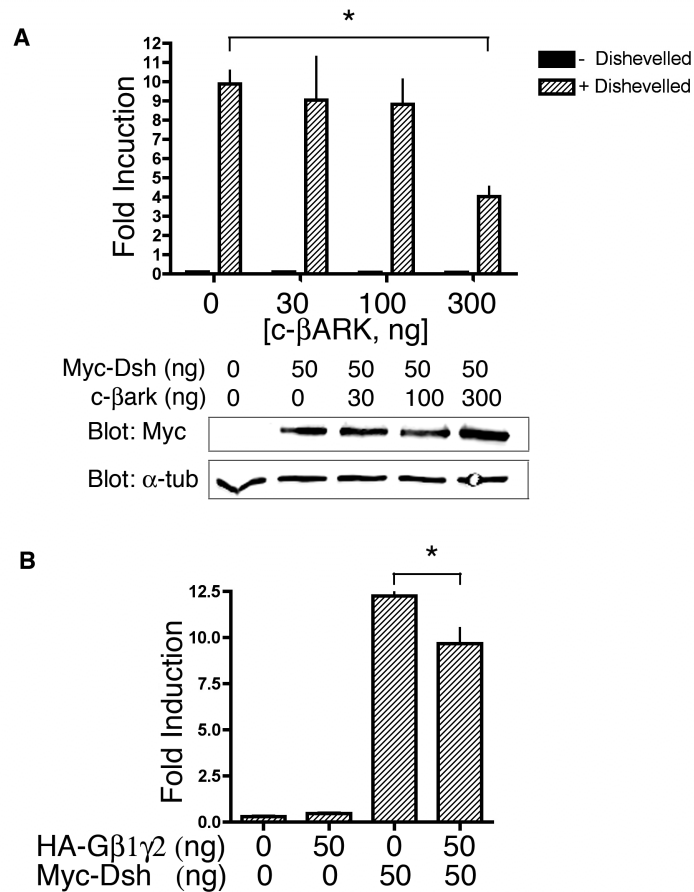 A
*
- Dishevelled
+ Dishevelled
12
11
10
9
8
7
6
5
4
3
2
1
0
Fold Incuction
0 30 100 300
[c-βARK, ng]
Myc-Dsh (ng) 0 50 50 50 50
c-βark (ng) 0 0 30 100 300
Blot: Myc
Blot: α-tub
B
*
12.5
10.0
7.5
5.0
2.5
0.0
Fold Induction
HA-Gβ1γ2 (ng) 0 50 0 50
Myc-Dsh (ng) 0 0 50 50